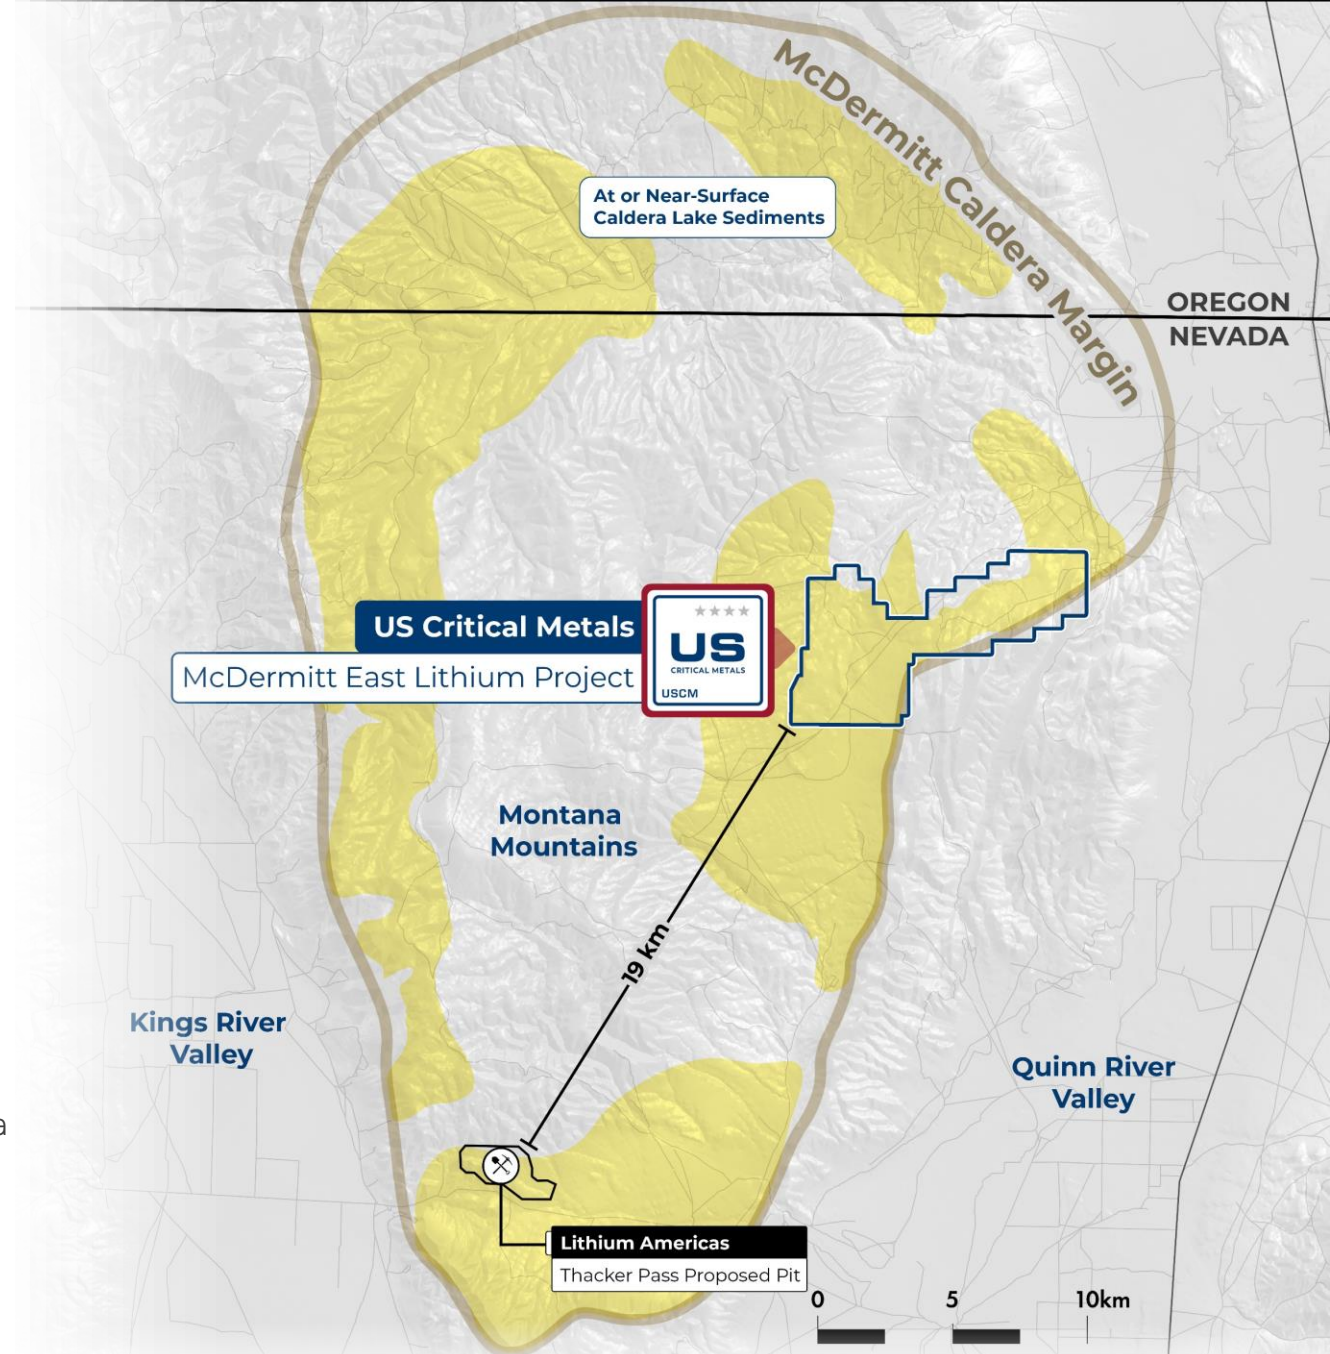 McDermitt Caldera Margin
At or Near-Surface
Caldera Lake Sediments
OREGON
NEVADA
US Critical Metals
McDermitt East Lithium Project
US
CRITICAL METALS
USCM
Montana
Mountains
19 km
Kings River
Valley
Quinn River
Valley
a
Lithium Americas
Thacker Pass Proposed Pit
0 5 10km